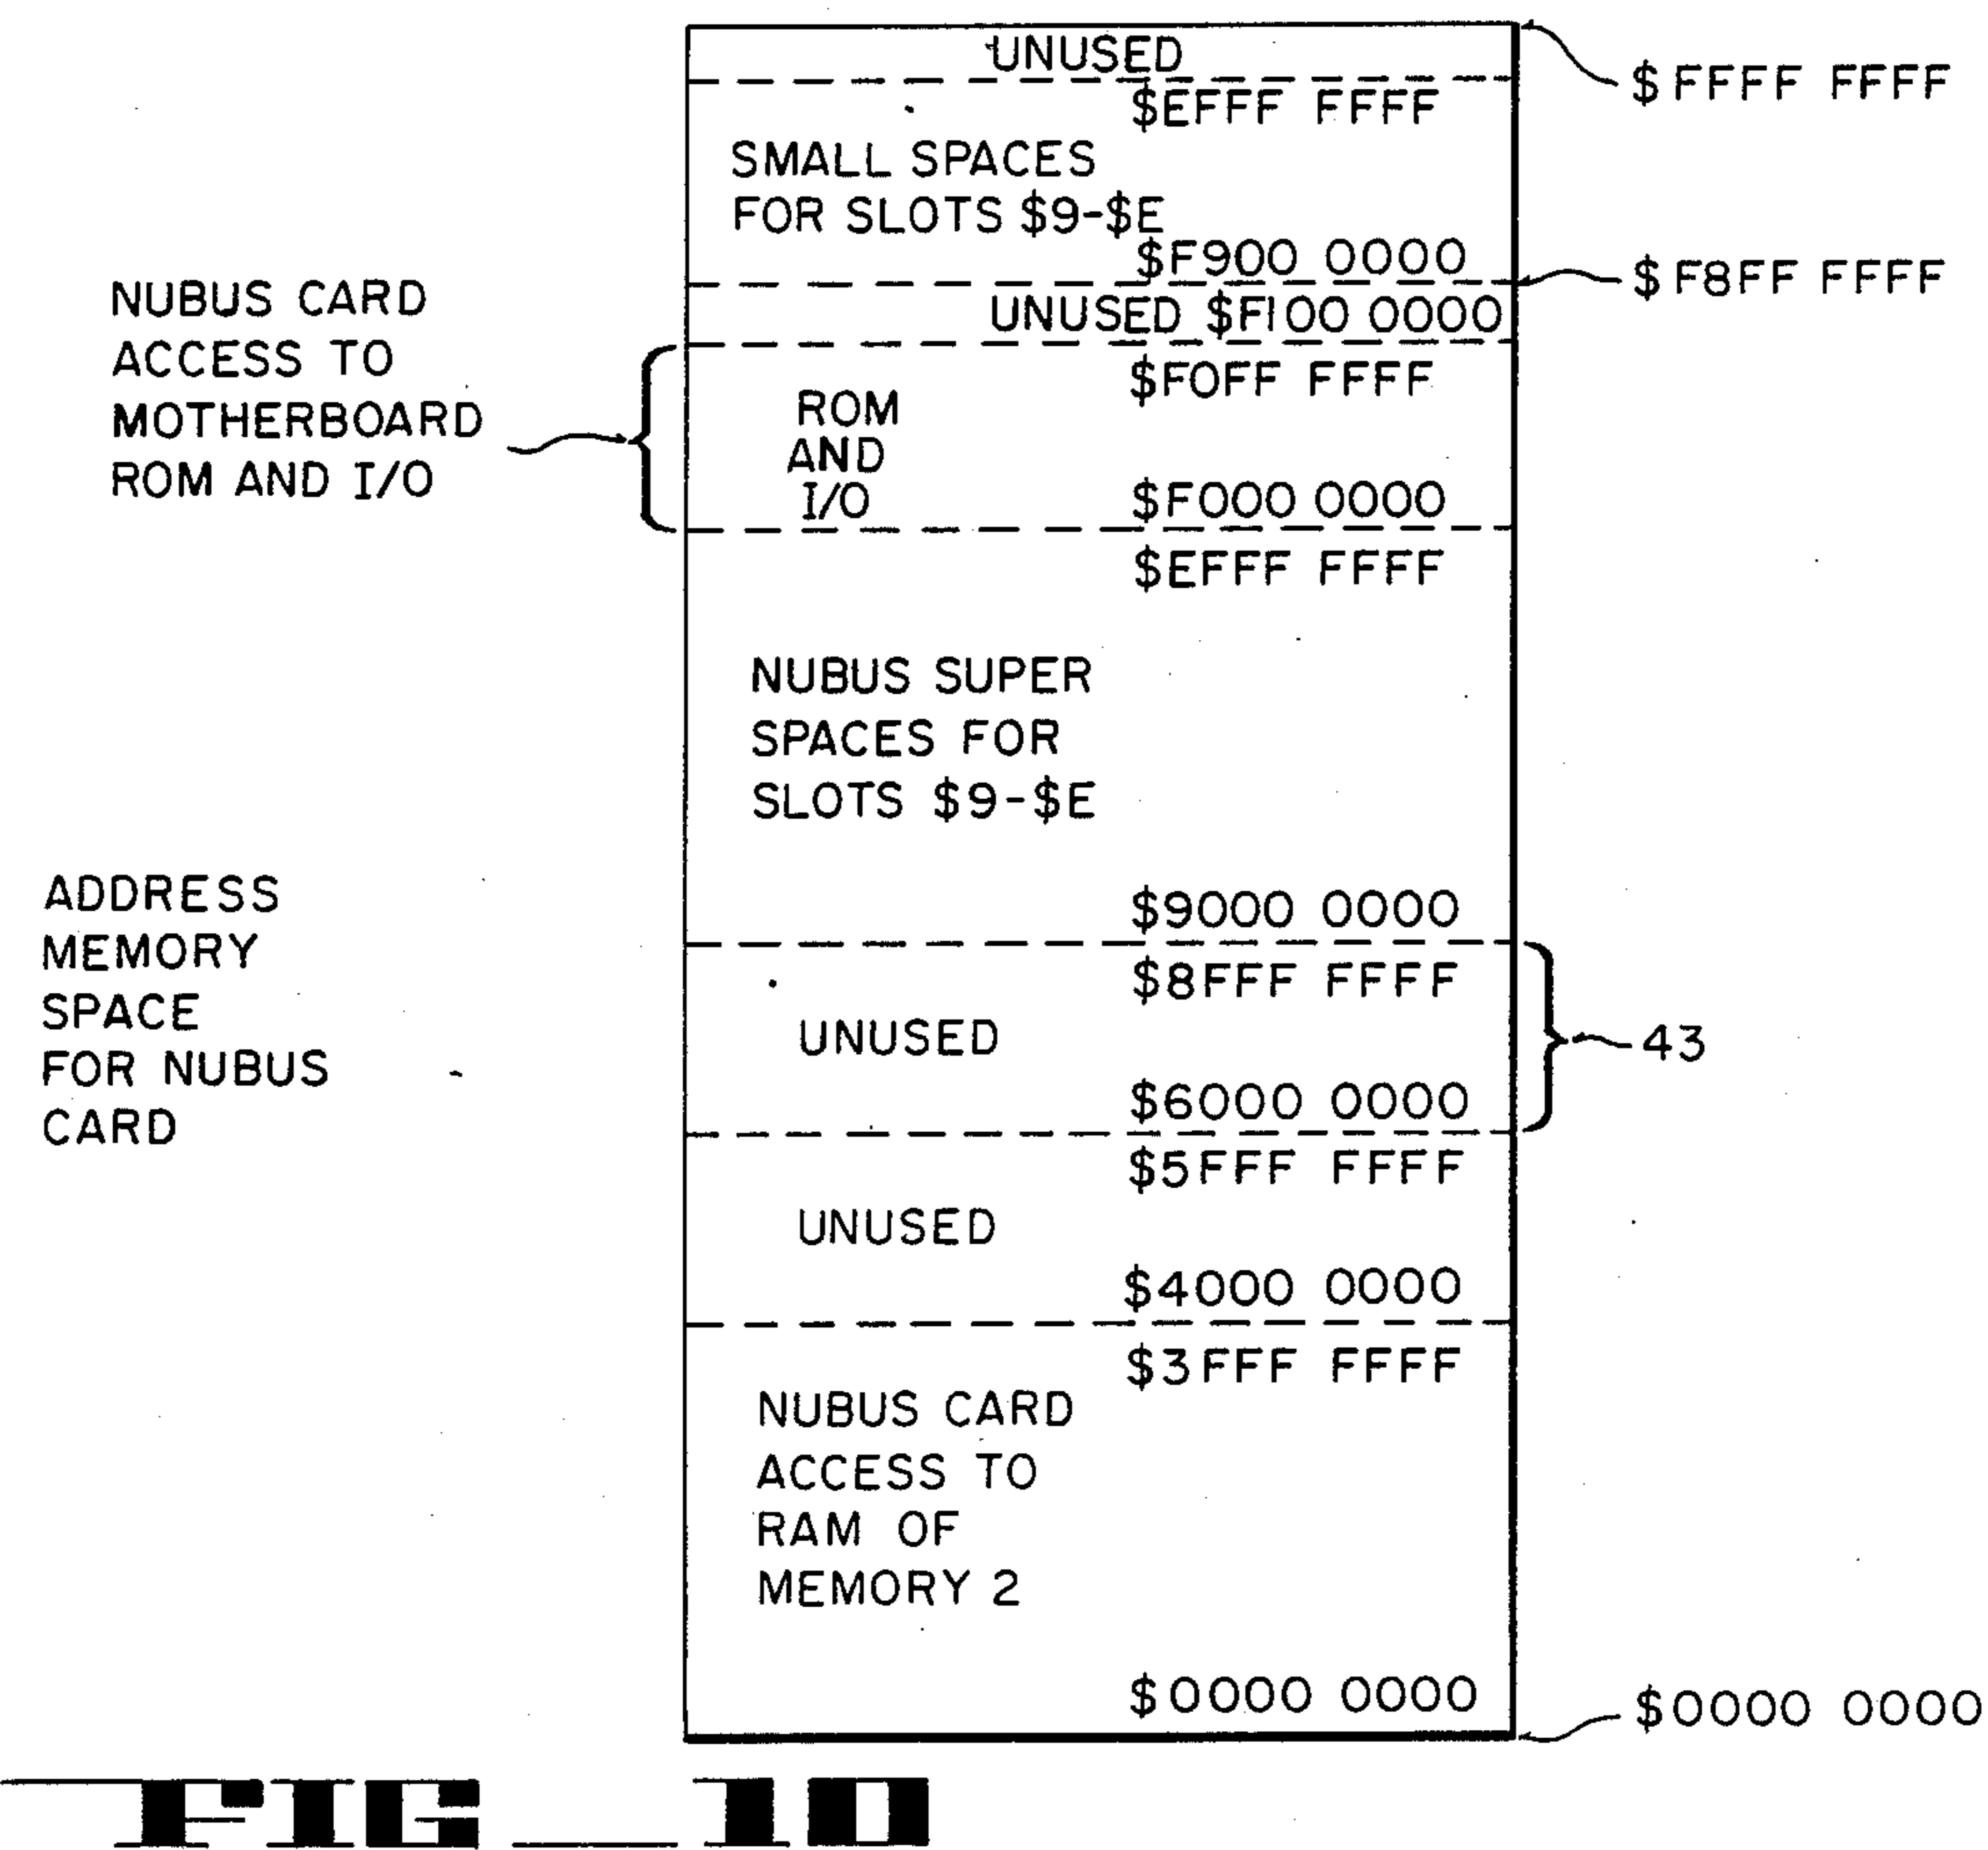 UNUSED
$FFFF FFFF
$EFFF FFFF
SMALL SPACES
FOR SLOTS $9-$E
$F900 0000
$F8FF FFFF
UNUSED $F100 0000
NUBUS CARD
ACCESS TO
MOTHERBOARD
ROM AND I/O
$F0FF FFFF
ROM
AND
I/O
$F000 0000
$EFFF FFFF
NUBUS SUPER
SPACES FOR
SLOTS $9-$E
$9000 0000
ADDRESS
MEMORY
SPACE
FOR NUBUS
CARD
$8FFF FFFF
UNUSED
43
$6000 0000
$5FFF FFFF
UNUSED
$4000 0000
$3FFF FFFF
NUBUS CARD
ACCESS TO
RAM OF
MEMORY 2
$0000 0000
$0000 0000
FIG_10